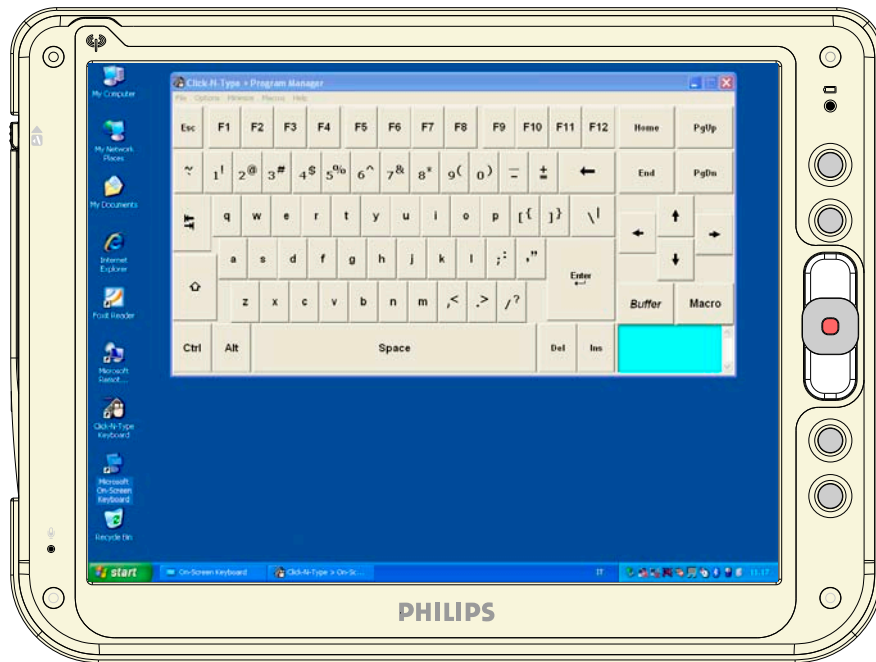 My Computer
My Network
Places
My Documents
Internet
Explorer
Foxit Reader
Microsoft
Remot...
Click-N-Type
Keyboard
Microsoft
On-Screen
Keyboard
Recycle Bin
Click-N-Type > Program Manager
File Options Minimize Macros Help
Esc F1 F2 F3 F4 F5 F6 F7 F8 F9 F10 F11 F12 Home PgUp
~ 1! 2@ 3# 4$ 5% 6^ 7& 8* 9( 0) End PgDn
q w e r t y u i o p [{ ]} \|
a s d f g h j k l ;: '"
Enter
z x c v b n m ,< .> /? Buffer Macro
Ctrl Alt Space Del Ins
start On-Screen Keyboard Click-N-Type > On-Sc... IT 11.17
PHILIPS